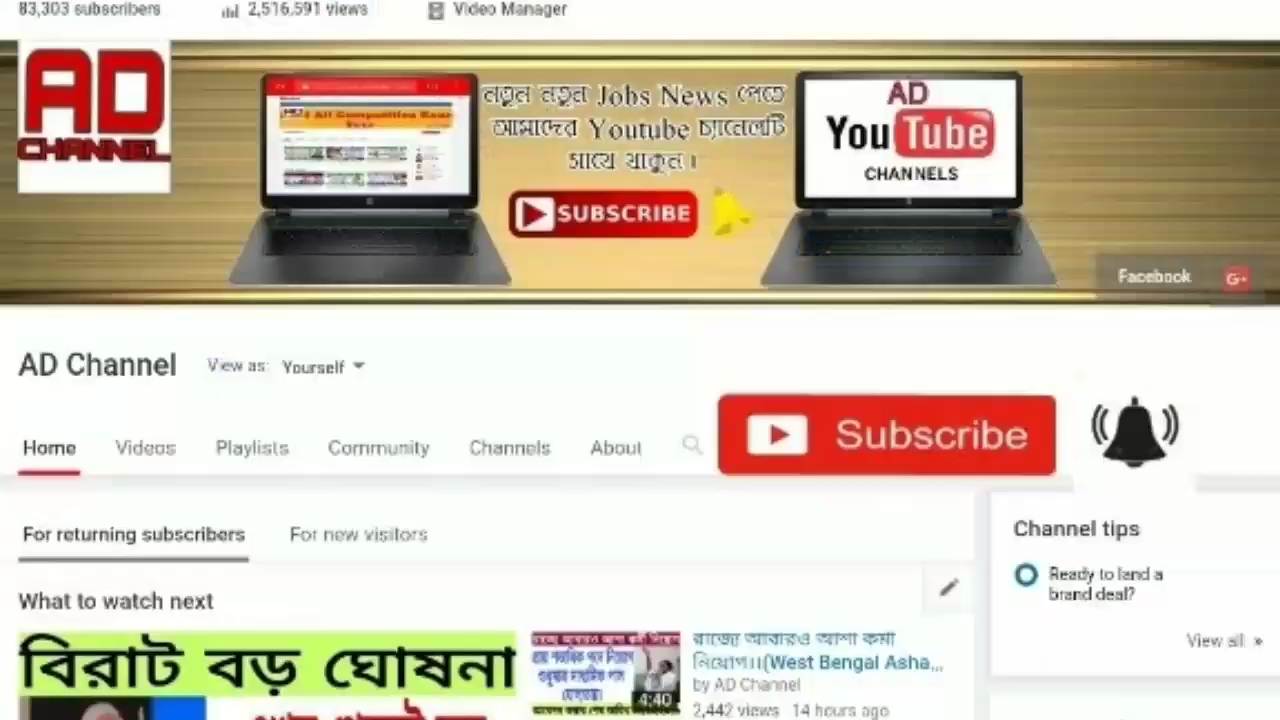 83,303 subscribers
2,516,591 views
Video Manager
AD
CHANNEL
নতুন নতুন Jobs News পেতে
আমাদের Youtube চ্যানেলটি
সাথে থাকুন।
SUBSCRIBE
AD
YouTube
CHANNELS
Facebook
G+
AD Channel
View as: Yourself
Home
Videos
Playlists
Community
Channels
About
Subscribe
For returning subscribers
For new visitors
Channel tips
Ready to land a
brand deal?
View all »
What to watch next
বিরাট বড় ঘোষনা
4:40
রাজ্যে আবারও আশা কর্মী
নিয়োগ।।(West Bengal Asha...
by AD Channel
2,442 views 14 hours ago